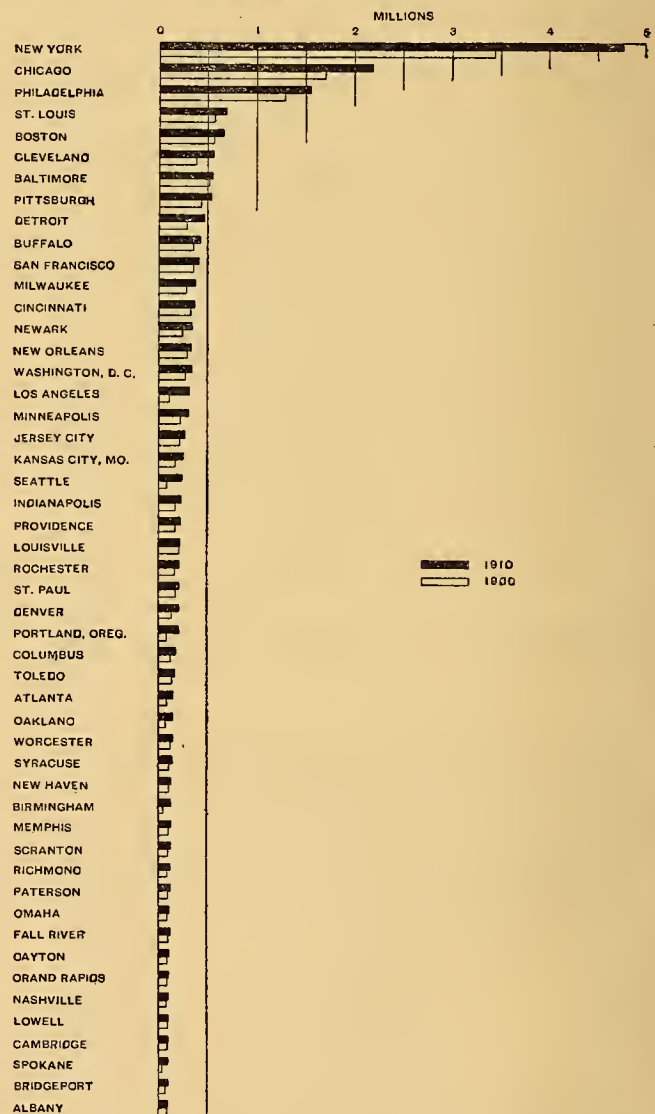 MILLIONS
0 1 2 3 4 5
NEW YORK
CHICAGO
PHILADELPHIA
ST. LOUIS
BOSTON
CLEVELAND
BALTIMORE
PITTSBURGH
DETROIT
BUFFALO
SAN FRANCISCO
MILWAUKEE
CINCINNATI
NEWARK
NEW ORLEANS
WASHINGTON, D. C.
LOS ANGELES
MINNEAPOLIS
JERSEY CITY
KANSAS CITY, MO.
SEATTLE
INDIANAPOLIS
PROVIDENCE
LOUISVILLE
ROCHESTER
1910
ST. PAUL
1900
DENVER
PORTLAND, OREG.
COLUMBUS
TOLEDO
ATLANTA
OAKLAND
WORCESTER
SYRACUSE
NEW HAVEN
BIRMINGHAM
MEMPHIS
SCRANTON
RICHMOND
PATERSON
OMAHA
FALL RIVER
DAYTON
GRAND RAPIDS
NASHVILLE
LOWELL
CAMBRIDGE
SPOKANE
BRIDGEPORT
ALBANY